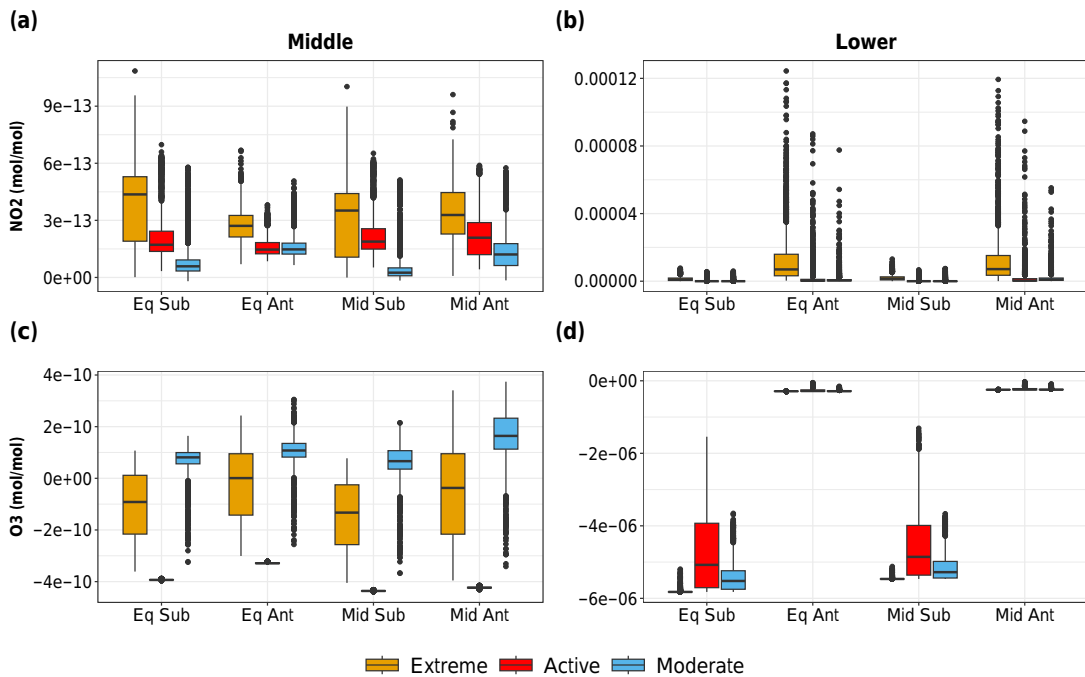 (a)
Middle
(b)
Lower
NO2 (mol/mol)
9e−13
6e−13
3e−13
0e+00
0.00012
0.00008
0.00004
0.00000
Eq Sub
Eq Ant
Mid Sub
Mid Ant
Eq Sub
Eq Ant
Mid Sub
Mid Ant
(c)
(d)
O3 (mol/mol)
4e−10
2e−10
0e+00
−2e−10
−4e−10
0e+00
−2e−06
−4e−06
−6e−06
Eq Sub
Eq Ant
Mid Sub
Mid Ant
Eq Sub
Eq Ant
Mid Sub
Mid Ant
Extreme
Active
Moderate